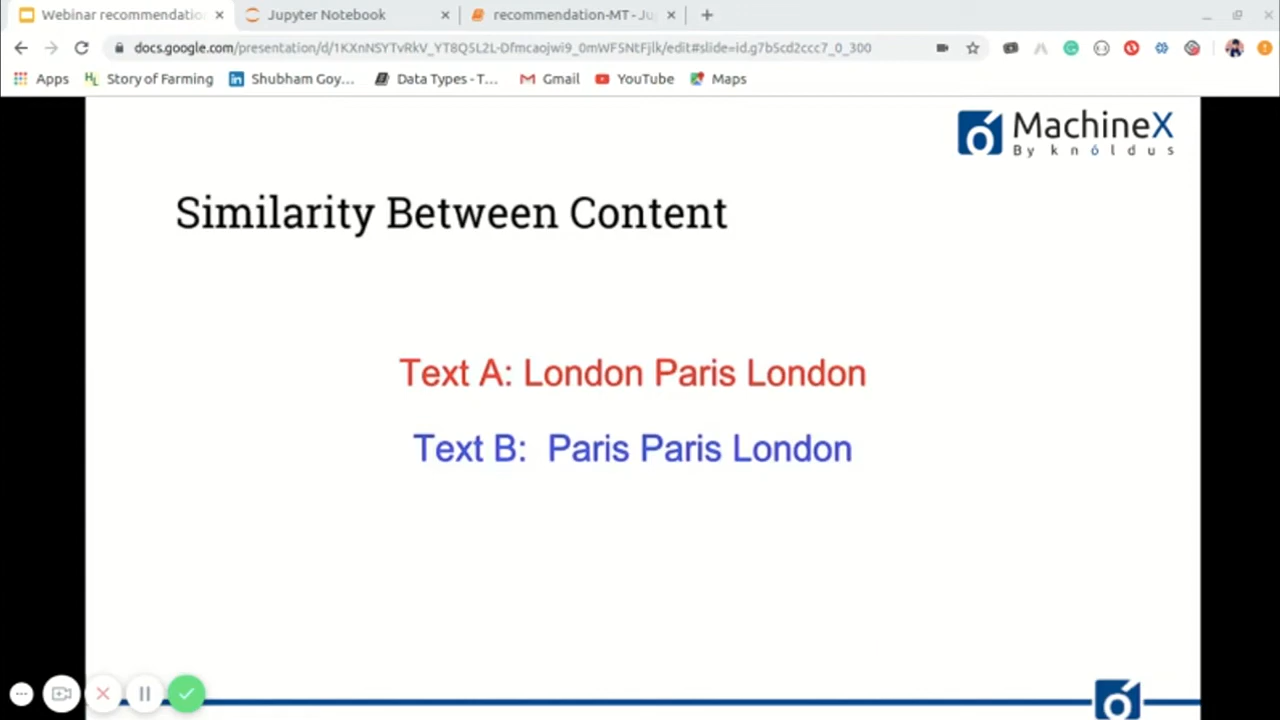 Webinar recommendatio
Jupyter Notebook
recommendation-MT - Ju
docs.google.com/presentation/d/1KXnNSYTvRkV_YT8Q5L2L-Dfmcaojwi9_0mWF5NtFjlk/edit#slide=id.g7b5cd2ccc7_0_300
Apps
Story of Farming
Shubham Goy...
Data Types - T...
Gmail
YouTube
Maps
MachineX
By knóldus
Similarity Between Content
Text A: London Paris London
Text B: Paris Paris London